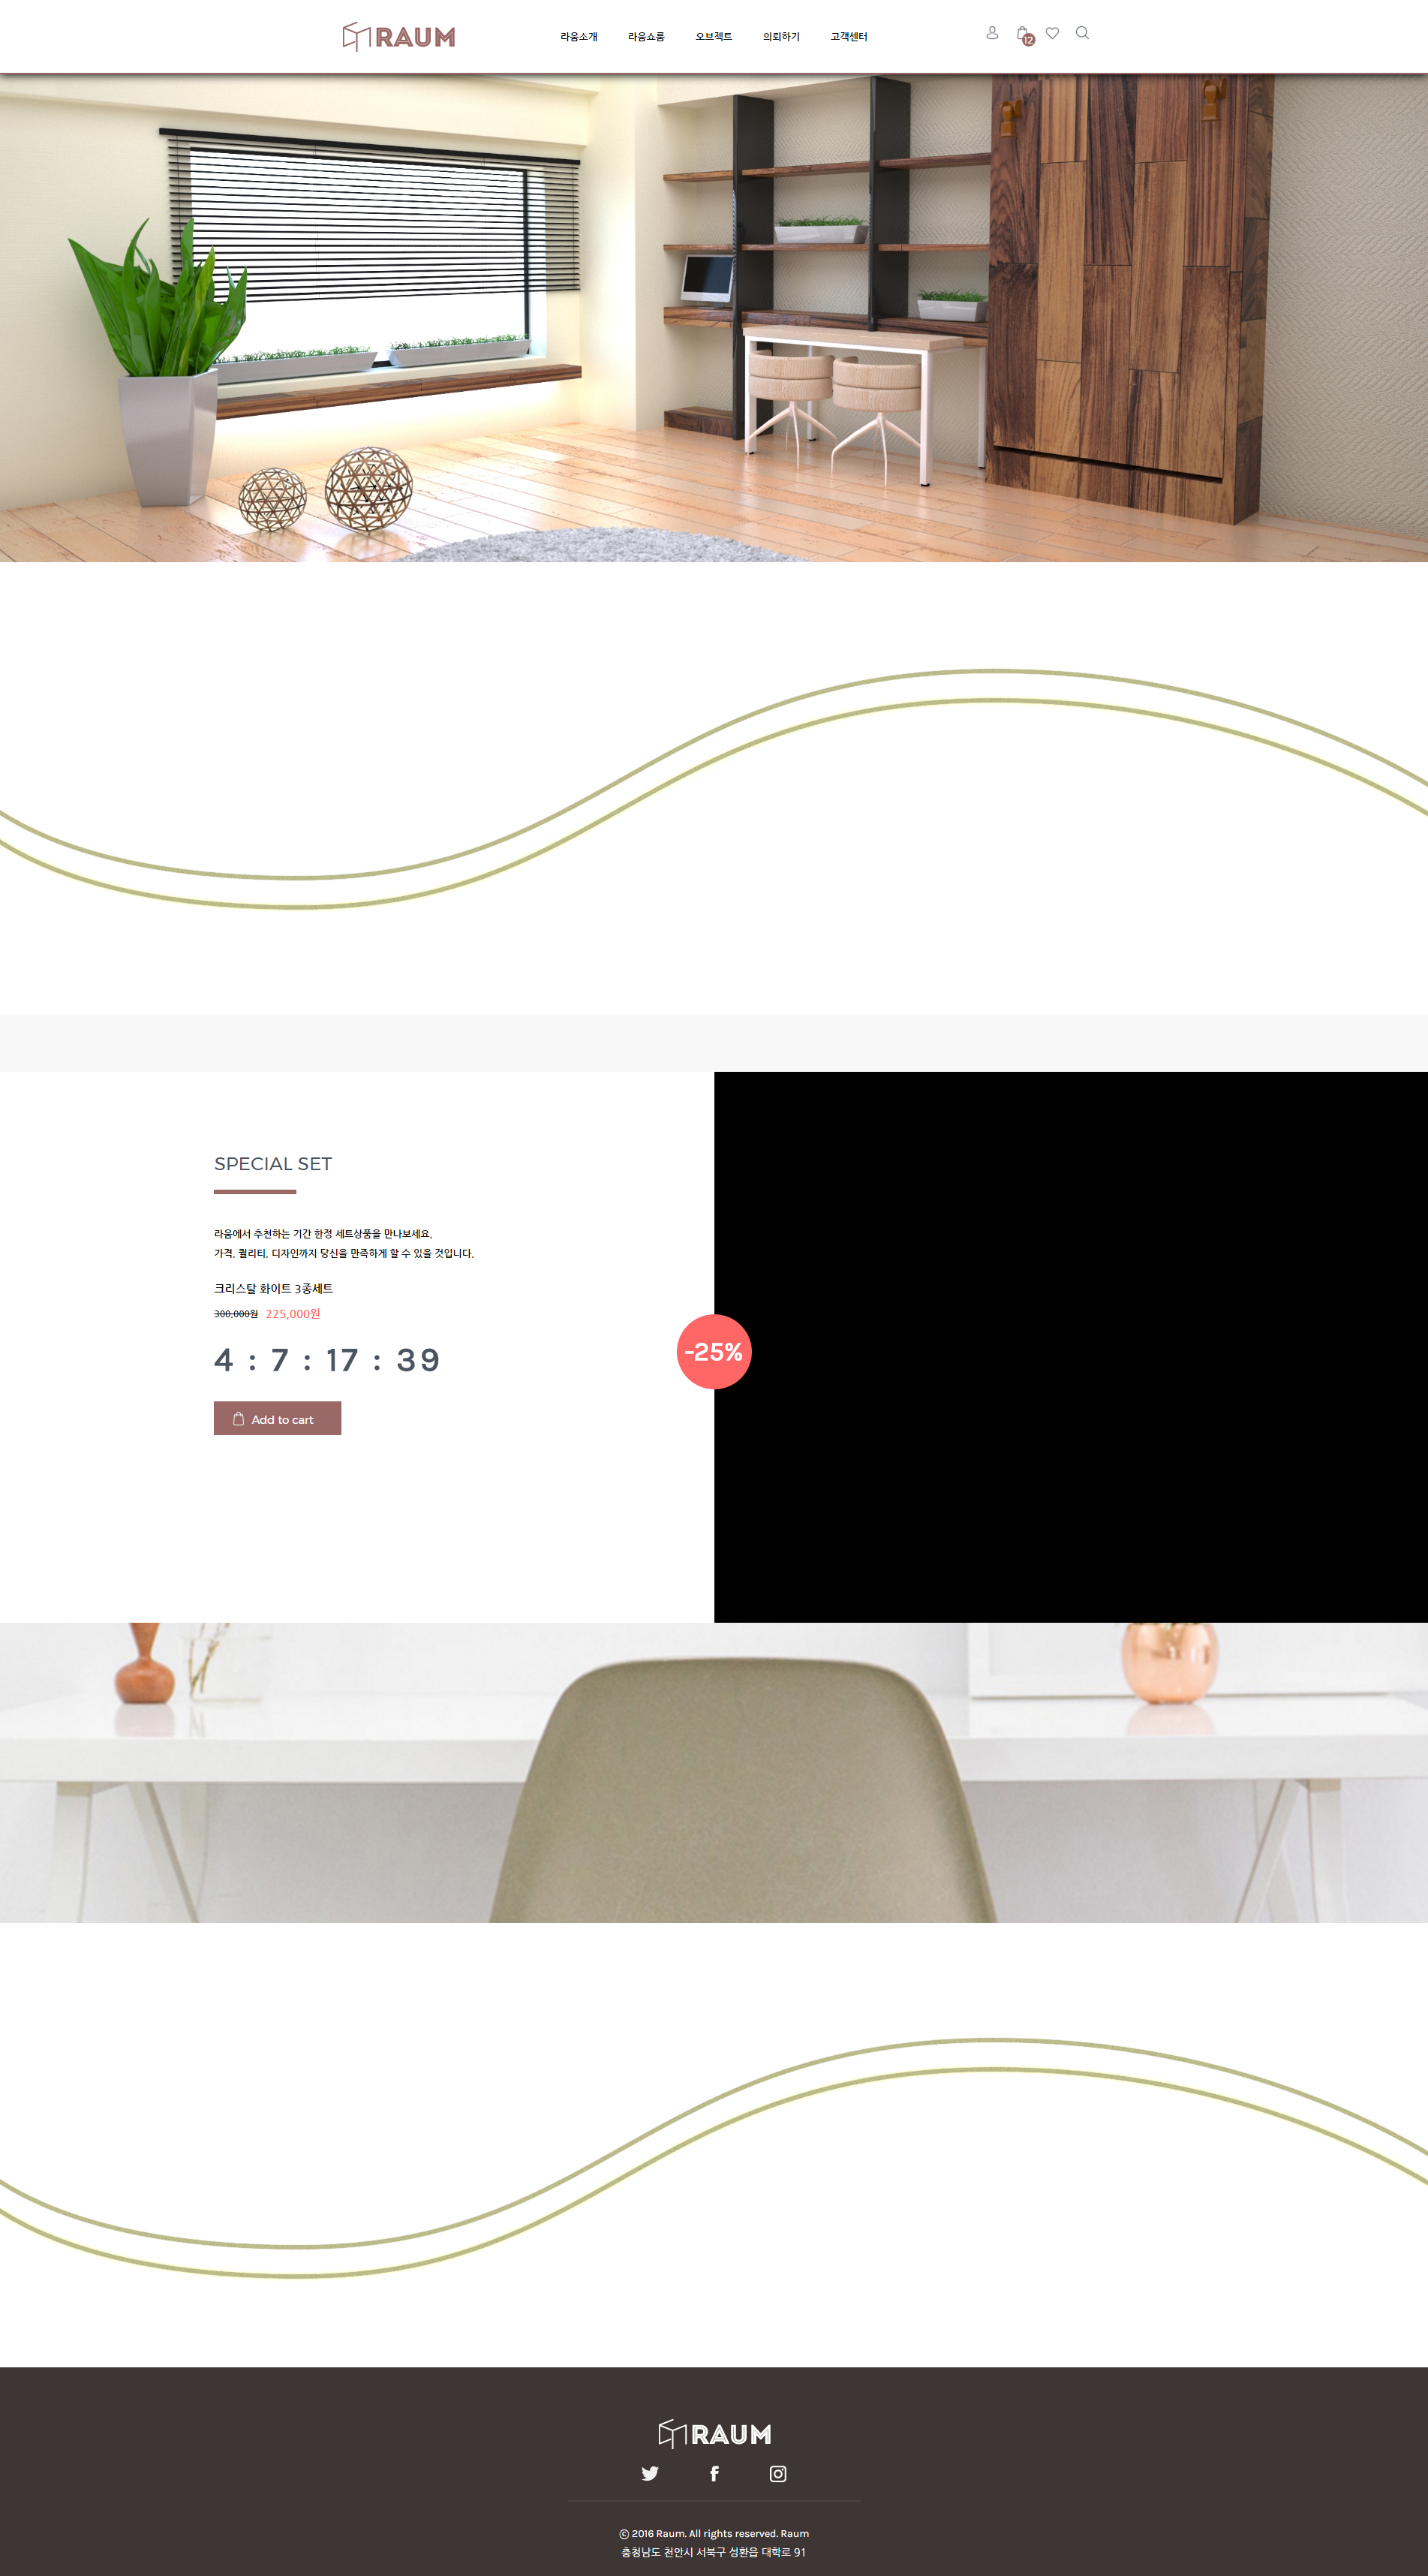 RAUM
라움소개 라움쇼룸 오브젝트 의뢰하기 고객센터
12
SPECIAL SET
라움에서 추천하는 기간 한정 세트상품을 만나보세요.
가격, 퀄리티, 디자인까지 당신을 만족하게 할 수 있을 것입니다.
크리스탈 화이트 3종세트
300,000원 225,000원
-25%
4 : 7 : 17 : 39
Add to cart
RAUM
© 2016 Raum. All rights reserved. Raum
충청남도 천안시 서북구 성환읍 대학로 91